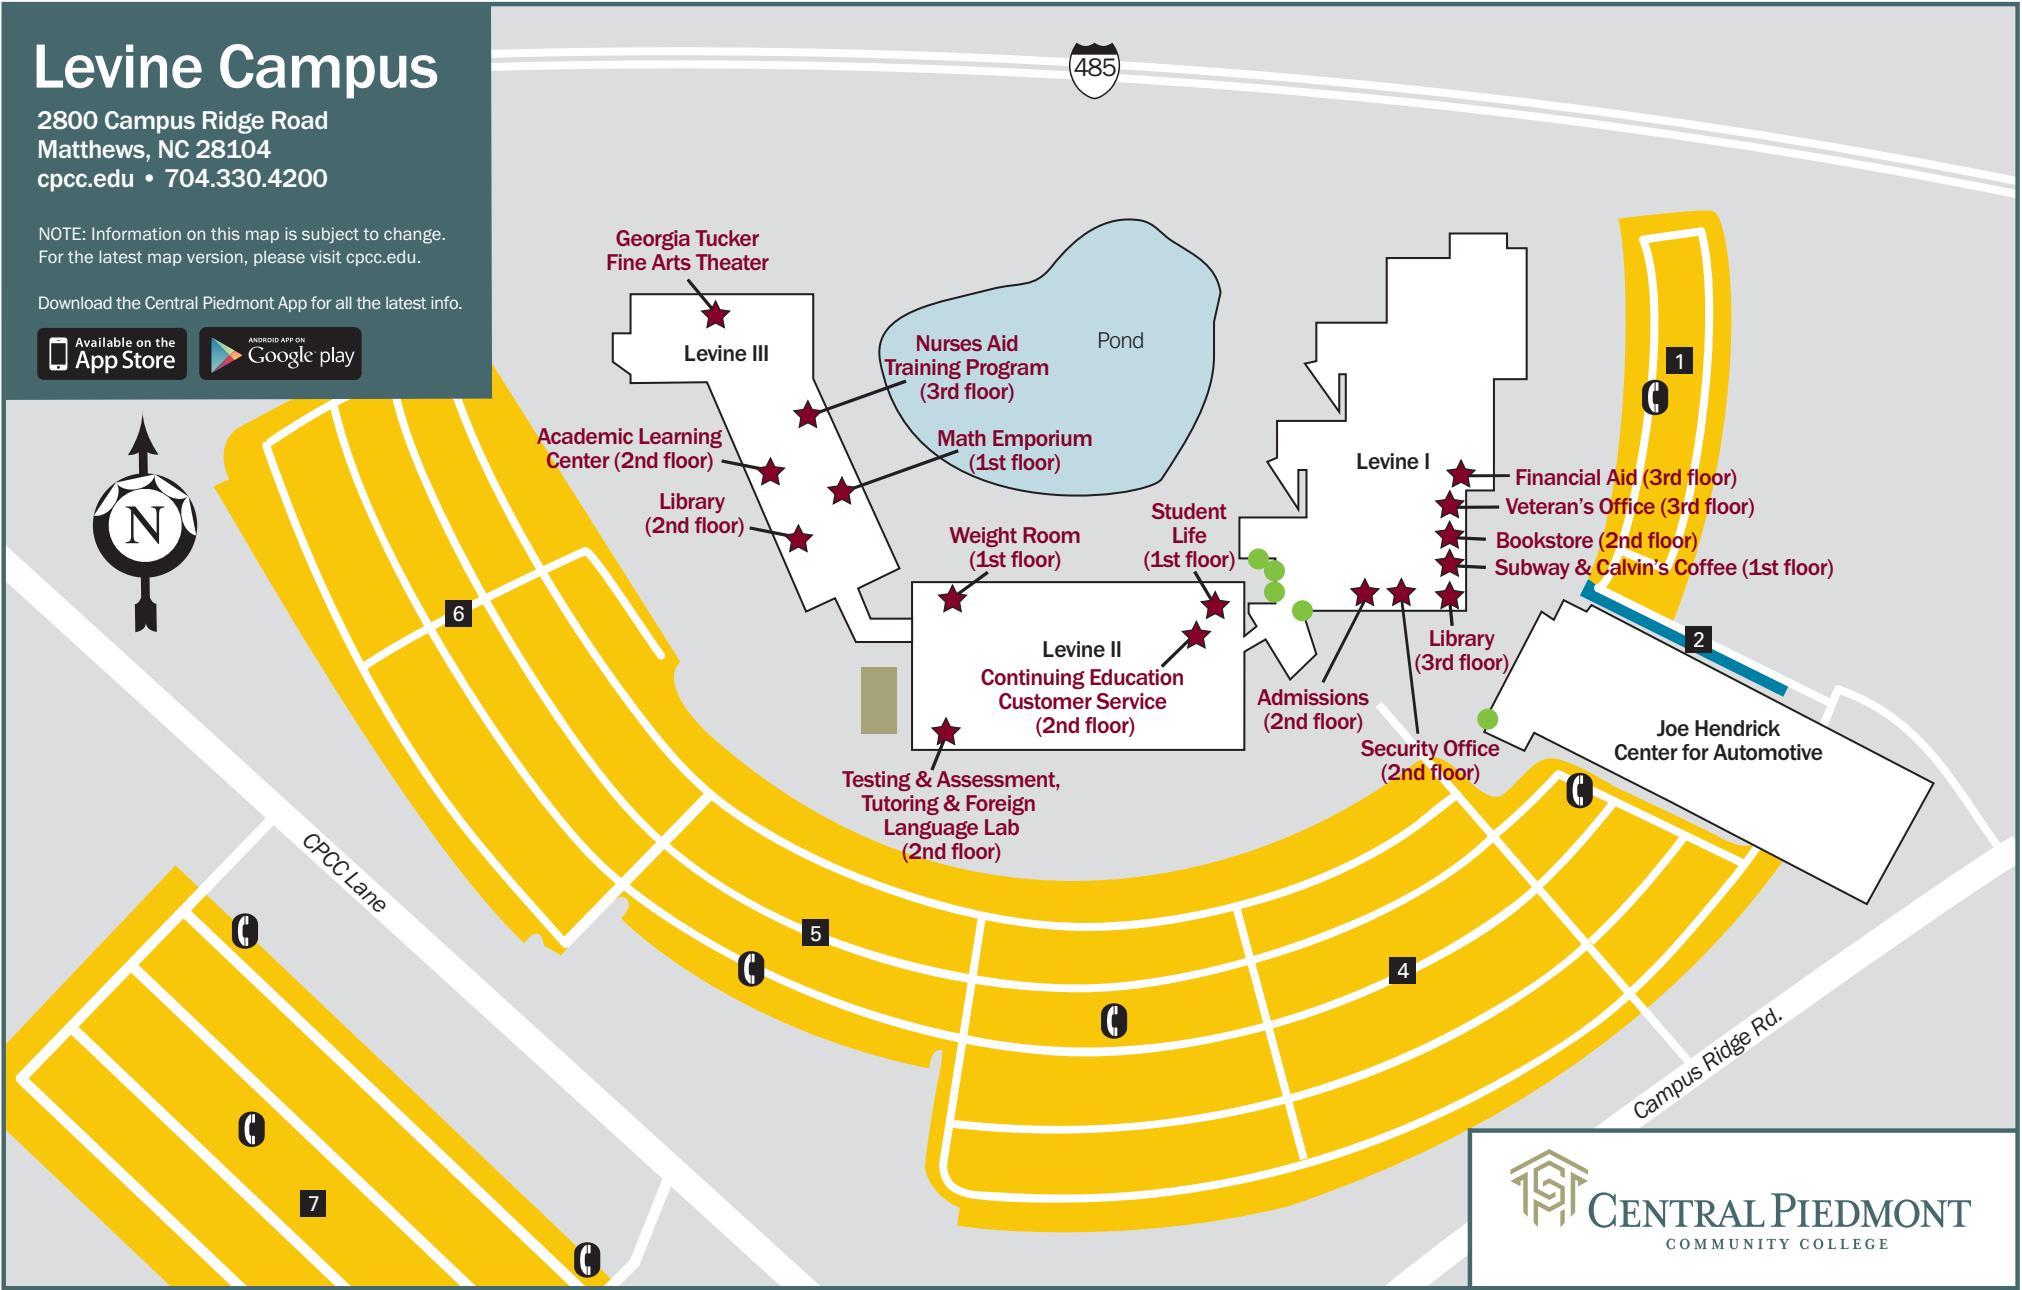 Levine Campus
2800 Campus Ridge Road
Matthews, NC 28104
cpcc.edu • 704.330.4200
NOTE: Information on this map is subject to change.
For the latest map version, please visit cpcc.edu.
Download the Central Piedmont App for all the latest info.
Available on the
App Store
ANDROID APP ON
Google play
485
N
Georgia Tucker
Fine Arts Theater
Levine III
Nurses Aid
Training Program
(3rd floor)
Pond
Academic Learning
Center (2nd floor)
Math Emporium
(1st floor)
Library
(2nd floor)
Weight Room
(1st floor)
Student
Life
(1st floor)
Levine I
Financial Aid (3rd floor)
Veteran's Office (3rd floor)
Bookstore (2nd floor)
Subway & Calvin's Coffee (1st floor)
Library
(3rd floor)
Levine II
Continuing Education
Customer Service
(2nd floor)
Admissions
(2nd floor)
Security Office
(2nd floor)
Testing & Assessment,
Tutoring & Foreign
Language Lab
(2nd floor)
Joe Hendrick
Center for Automotive
1
2
6
5
4
7
CPCC Lane
Campus Ridge Rd.
CENTRAL PIEDMONT
COMMUNITY COLLEGE